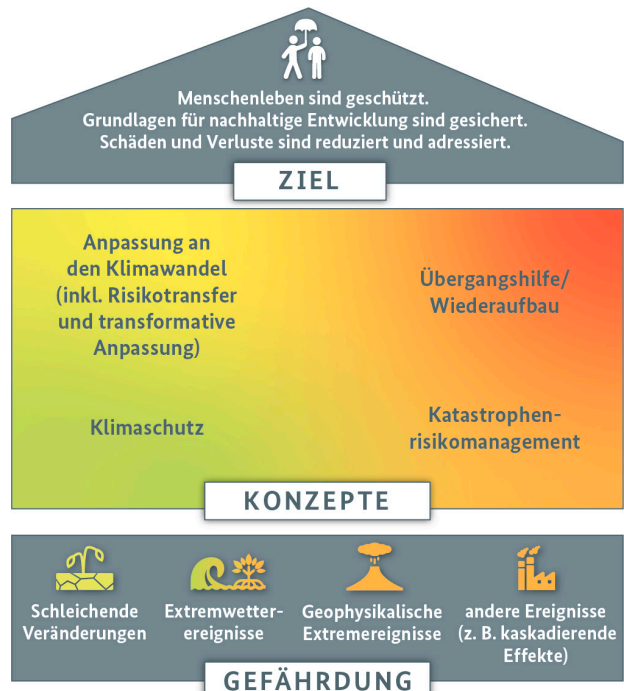 Menschenleben sind geschützt.
Grundlagen für nachhaltige Entwicklung sind gesichert.
Schäden und Verluste sind reduziert und adressiert.
ZIEL
Anpassung an
den Klimawandel
(inkl. Risikotransfer
und transformative
Anpassung)
Übergangshilfe/
Wiederaufbau
Klimaschutz
Katastrophen-
risikomanagement
KONZEPTE
Schleichende
Veränderungen
Extremwetter-
ereignisse
Geophysikalische
Extremereignisse
andere Ereignisse
(z. B. kaskadierende
Effekte)
GEFÄHRDUNG